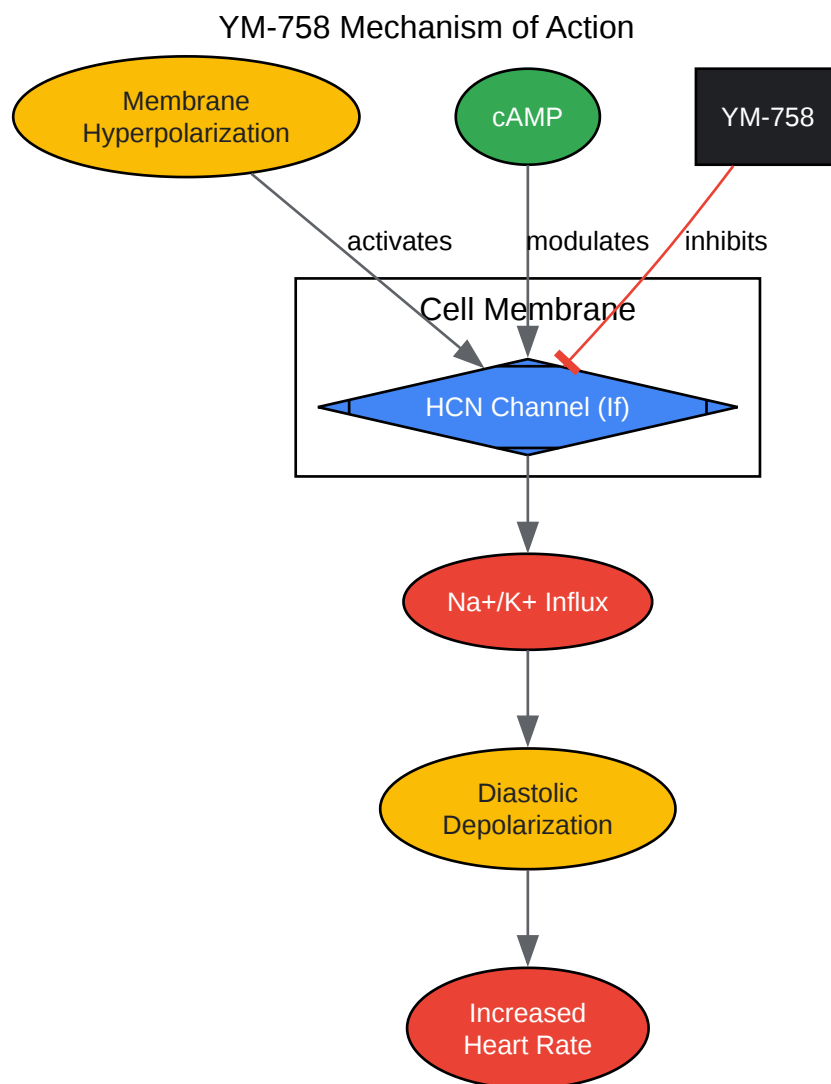 YM-758 Mechanism of Action
Membrane
Hyperpolarization
cAMP
YM-758
activates
modulates
inhibits
Cell Membrane
HCN Channel (If)
Na+/K+ Influx
Diastolic
Depolarization
Increased
Heart Rate